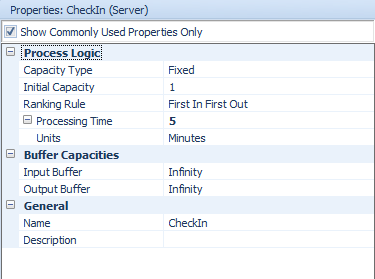 Properties: CheckIn (Server)
Show Commonly Used Properties Only
Process Logic
Capacity Type Fixed
Initial Capacity 1
Ranking Rule First In First Out
Processing Time 5
Units Minutes
Buffer Capacities
Input Buffer Infinity
Output Buffer Infinity
General
Name CheckIn
Description